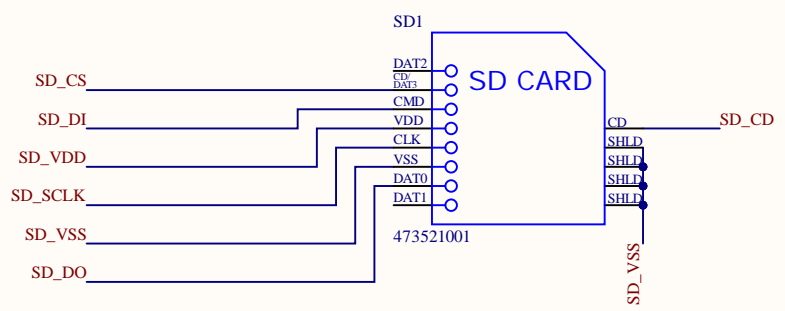 SD1
DAT2
SD CARD
SD_CS
CD/
DAT3
SD_DI
CMD
VDD
CD
SD_CD
SD_VDD
CLK
SHLD
VSS
SHLD
SD_SCLK
DAT0
SHLD
DAT1
SHLD
SD_VSS
473521001
SD_DO
SD_VSS